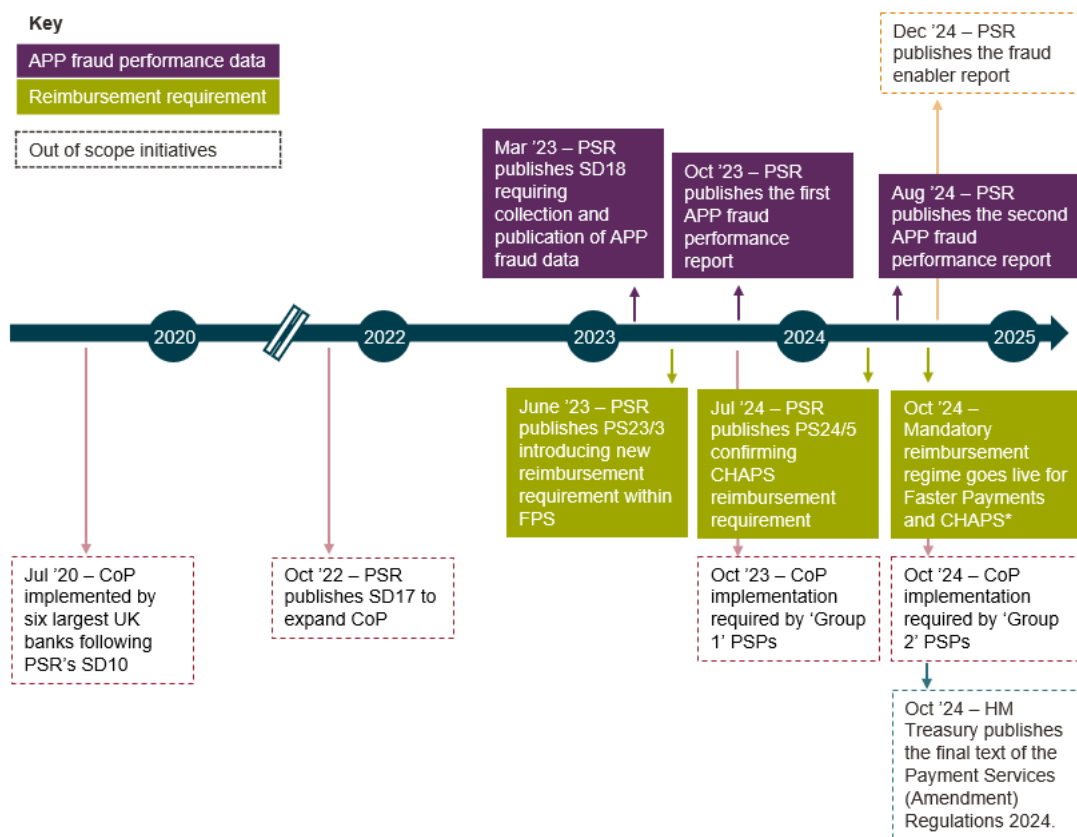 Key
APP fraud performance data
Reimbursement requirement
Out of scope initiatives
Dec ’24 – PSR
publishes the fraud
enabler report
Mar ’23 – PSR
publishes SD18
requiring
collection and
publication of APP
fraud data
Oct ’23 – PSR
publishes the first
APP fraud
performance
report
Aug ’24 – PSR
publishes the second
APP fraud
performance report
2020
2022
2023
2024
2025
June ’23 – PSR
publishes PS23/3
introducing new
reimbursement
requirement within
FPS
Jul ’24 – PSR
publishes PS24/5
confirming
CHAPS
reimbursement
requirement
Oct ’24 –
Mandatory
reimbursement
regime goes live for
Faster Payments
and CHAPS*
Jul ’20 – CoP
implemented by
six largest UK
banks following
PSR’s SD10
Oct ’22 – PSR
publishes SD17 to
expand CoP
Oct ’23 – CoP
implementation
required by ‘Group
1’ PSPs
Oct ’24 – CoP
implementation
required by ‘Group
2’ PSPs
Oct ’24 – HM
Treasury publishes
the final text of the
Payment Services
(Amendment)
Regulations 2024.